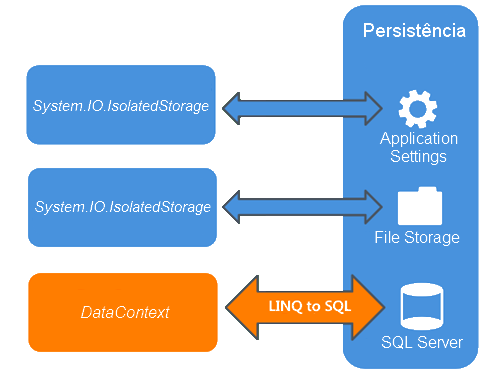 Persistência
System.IO.IsolatedStorage
Application
Settings
System.IO.IsolatedStorage
File Storage
DataContext
LINQ to SQL
SQL Server